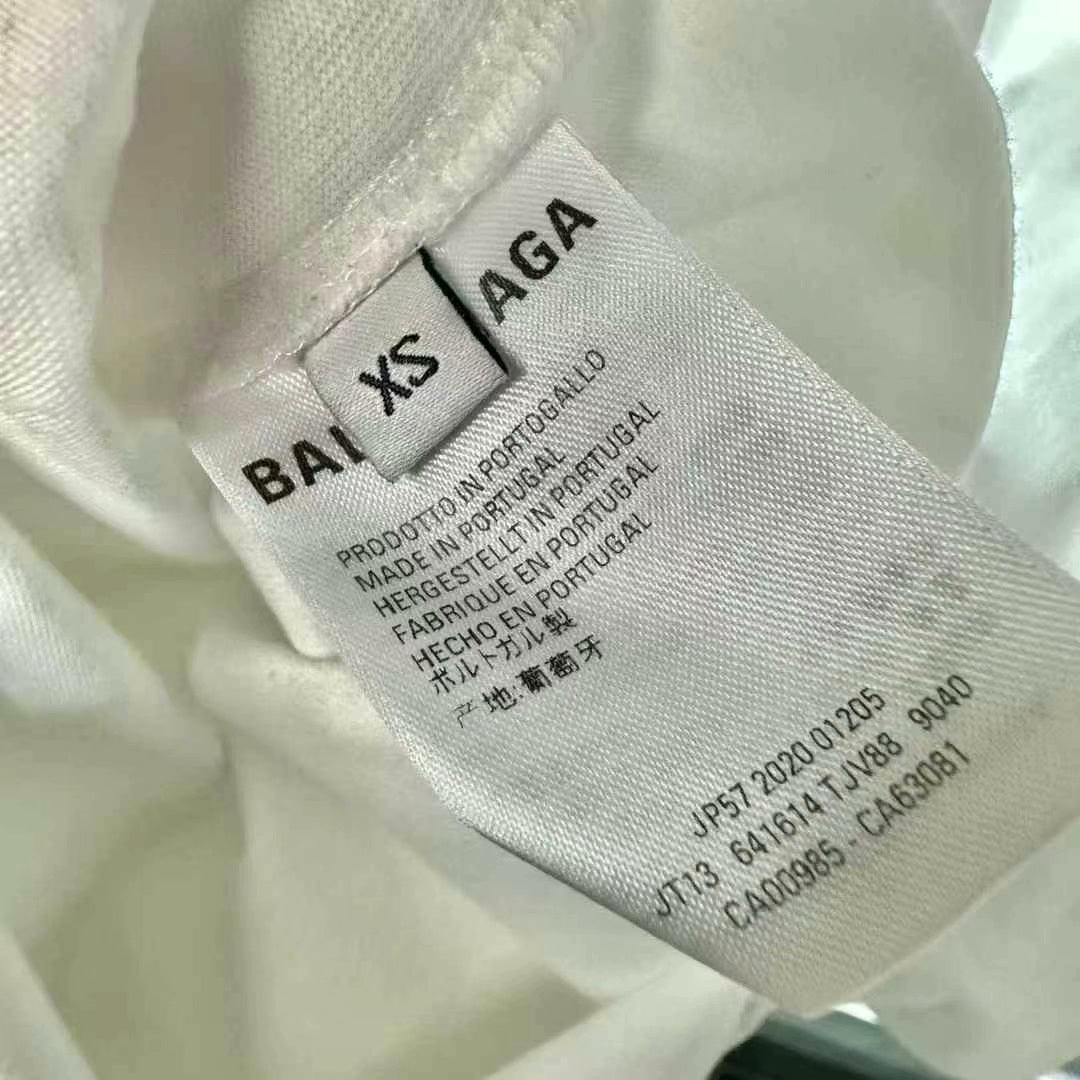 XS
BAL AGA
PRODOTTO IN PORTOGALLO
MADE IN PORTUGAL
HERGESTELLT IN PORTUGAL
FABRIQUE EN PORTUGAL
HECHO EN PORTUGAL
ポルトガル製
产地:葡萄牙
JP57 2020 01205
JT13 641614 TJV88 9040
CA00985 - CA63081